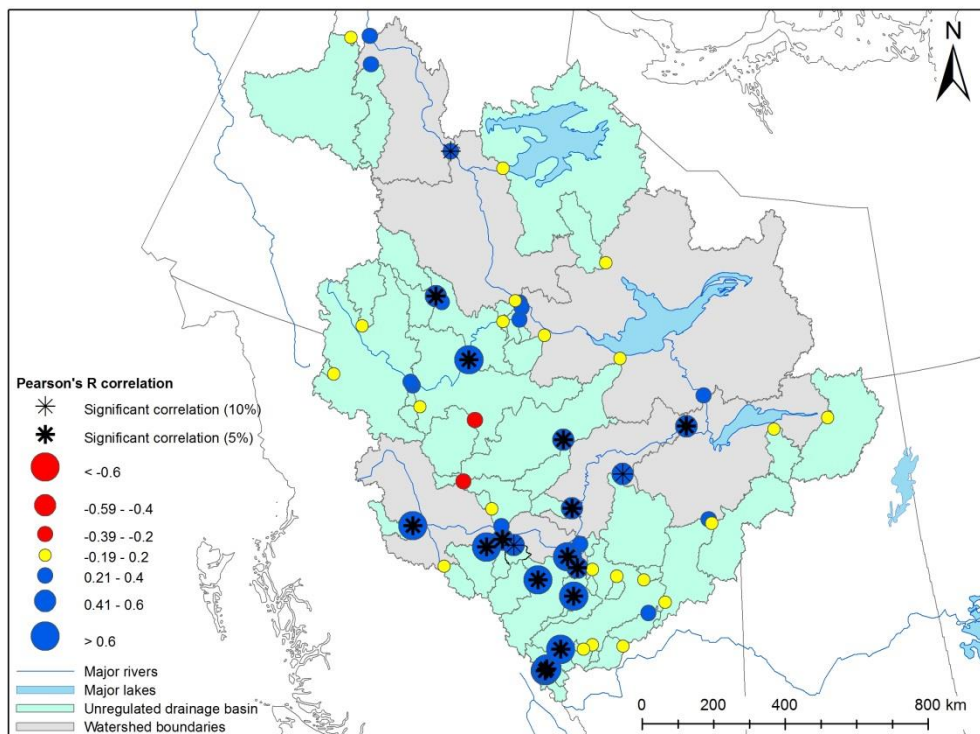 N
Pearson's R correlation
Significant correlation (10%)
Significant correlation (5%)
< -0.6
-0.59 - -0.4
-0.39 - -0.2
-0.19 - 0.2
0.21 - 0.4
0.41 - 0.6
> 0.6
Major rivers
Major lakes
Unregulated drainage basin
Watershed boundaries
0 200 400 600 800 km